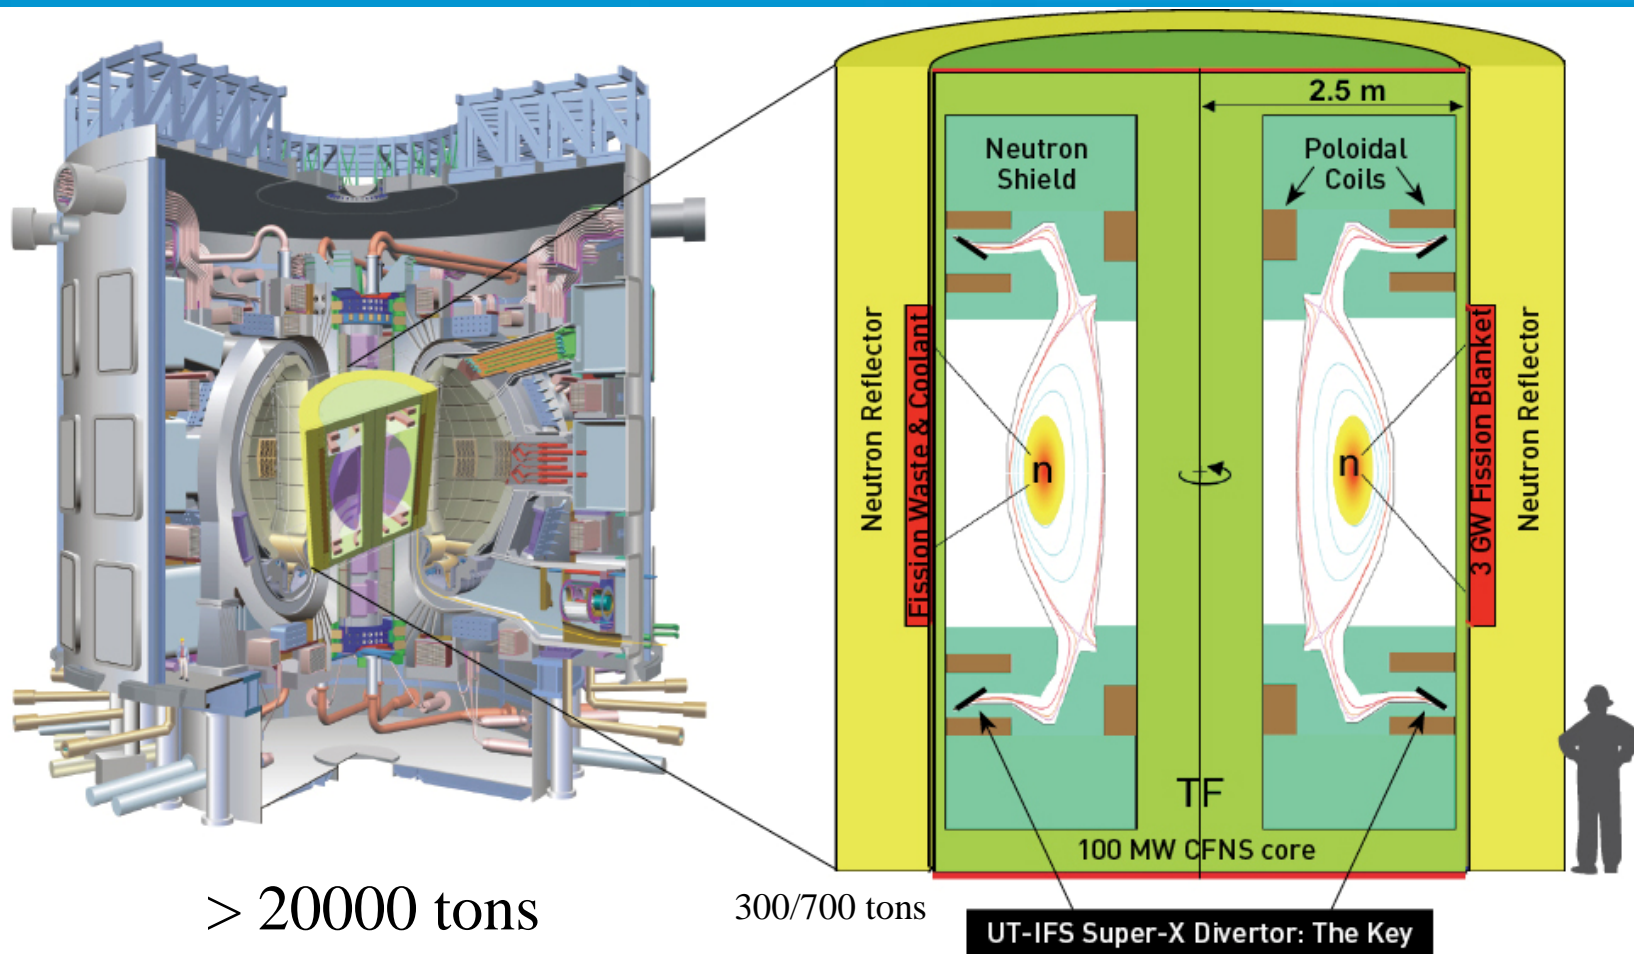 2.5 m
Neutron
Shield
Poloidal
Coils
Neutron Reflector
Fission Waste & Coolant
n
n
3 GW Fission Blanket
Neutron Reflector
TF
100 MW CFNS core
> 20000 tons
300/700 tons
UT-IFS Super-X Divertor: The Key